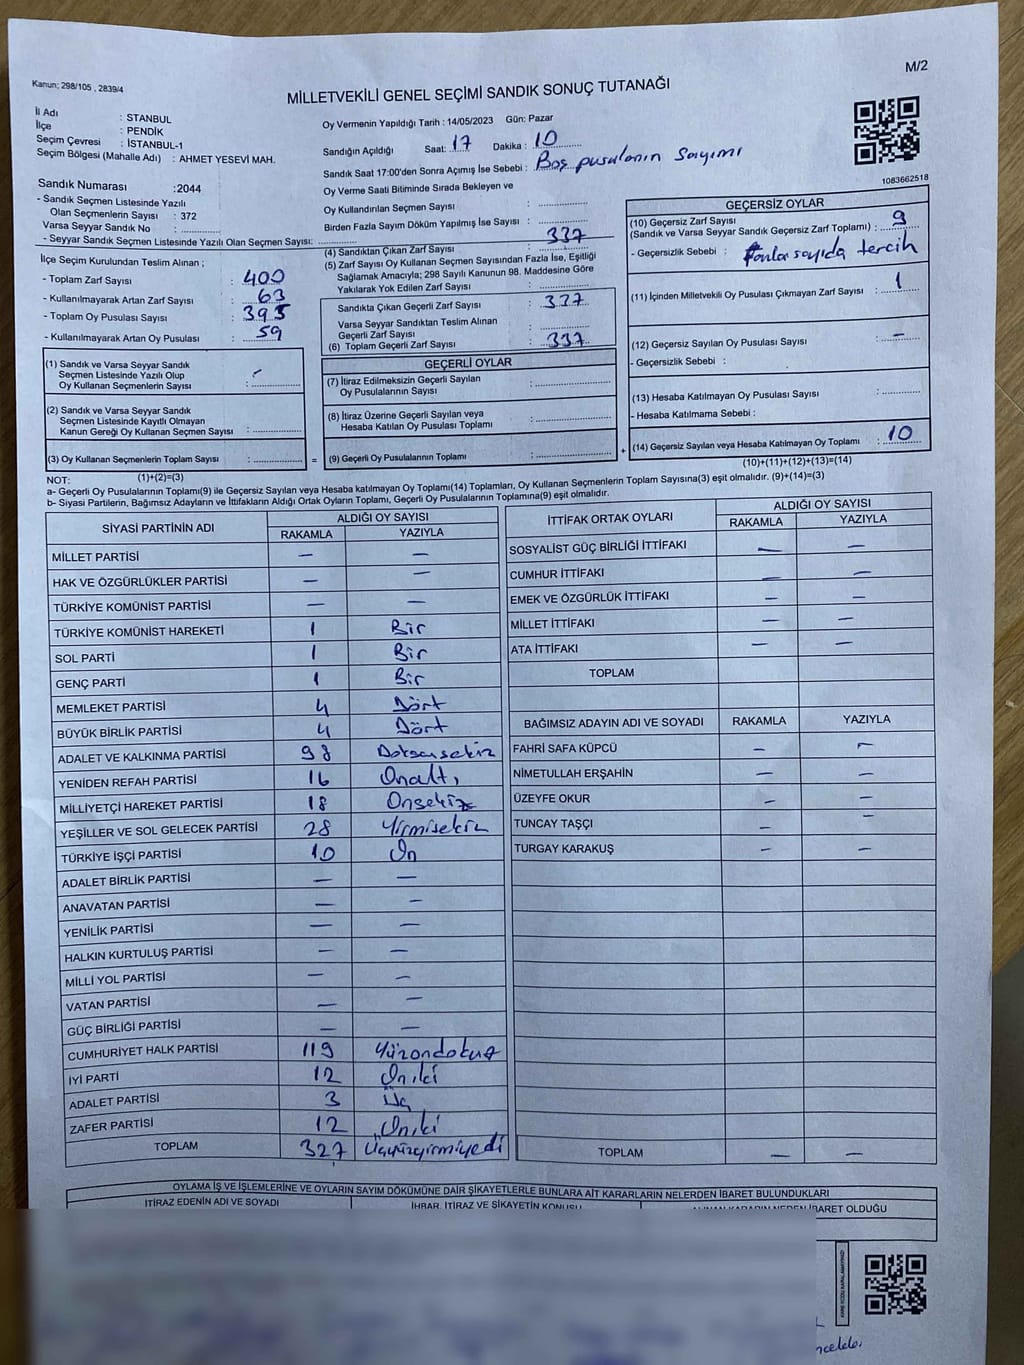 M/2
Kanun; 298/105 , 2839/4
MİLLETVEKİLİ GENEL SEÇİMİ SANDIK SONUÇ TUTANAĞI
İl Adı : STANBUL
İlçe : PENDİK
Seçim Çevresi : İSTANBUL-1
Seçim Bölgesi (Mahalle Adı) : AHMET YESEVİ MAH.
Sandık Numarası :2044
- Sandık Seçmen Listesinde Yazılı
Olan Seçmenlerin Sayısı : 372
Varsa Seyyar Sandık No :
- Seyyar Sandık Seçmen Listesinde Yazılı Olan Seçmen Sayısı:
İlçe Seçim Kurulundan Teslim Alınan ;
- Toplam Zarf Sayısı : 400
- Kullanılmayarak Artan Zarf Sayısı : 63
- Toplam Oy Pusulası Sayısı : 395
- Kullanılmayarak Artan Oy Pusulası : 59
(1) Sandık ve Varsa Seyyar Sandık
Seçmen Listesinde Yazılı Olup
Oy Kullanan Seçmenlerin Sayısı :
(2) Sandık ve Varsa Seyyar Sandık
Seçmen Listesinde Kayıtlı Olmayan
Kanun Gereği Oy Kullanan Seçmen Sayısı :
(3) Oy Kullanan Seçmenlerin Toplam Sayısı :
Oy Vermenin Yapıldığı Tarih : 14/05/2023 Gün: Pazar
Sandığın Açıldığı Saat: 17 Dakika : 10
Sandık Saat 17:00'den Sonra Açımış İse Sebebi : Boş pusulanın sayımı
Oy Verme Saati Bitiminde Sırada Bekleyen ve
Oy Kullandırılan Seçmen Sayısı :
Birden Fazla Sayım Döküm Yapılmış İse Sayısı :
(4) Sandıktan Çıkan Zarf Sayısı : 337
(5) Zarf Sayısı Oy Kullanan Seçmen Sayısından Fazla İse, Eşitliği
Sağlamak Amacıyla; 298 Sayılı Kanunun 98. Maddesine Göre
Yakılarak Yok Edilen Zarf Sayısı :
Sandıkta Çıkan Geçerli Zarf Sayısı : 337
Varsa Seyyar Sandıktan Teslim Alınan
Geçerli Zarf Sayısı :
(6) Toplam Geçerli Zarf Sayısı : 337
GEÇERLİ OYLAR
(7) İtiraz Edilmeksizin Geçerli Sayılan
Oy Pusulalarının Sayısı :
(8) İtiraz Üzerine Geçerli Sayılan veya
Hesaba Katılan Oy Pusulası Toplamı :
= (9) Geçerli Oy Pusulalarının Toplamı :
1083662518
GEÇERSİZ OYLAR
(10) Geçersiz Zarf Sayısı
(Sandık ve Varsa Seyyar Sandık Geçersiz Zarf Toplamı) : 9
- Geçersizlik Sebebi : Fazla sayıda tercih
(11) İçinden Milletvekili Oy Pusulası Çıkmayan Zarf Sayısı : 1
(12) Geçersiz Sayılan Oy Pusulası Sayısı : -
- Geçersizlik Sebebi :
(13) Hesaba Katılmayan Oy Pusulası Sayısı :
- Hesaba Katılmama Sebebi :
+ (14) Geçersiz Sayılan veya Hesaba Katılmayan Oy Toplamı : 10
NOT: (1)+(2)=(3) (10)+(11)+(12)+(13)=(14)
a- Geçerli Oy Pusulalarının Toplamı(9) ile Geçersiz Sayılan veya Hesaba katılmayan Oy Toplamı(14) Toplamları, Oy Kullanan Seçmenlerin Toplam Sayısına(3) eşit olmalıdır. (9)+(14)=(3)
b- Siyasi Partilerin, Bağımsız Adayların ve İttifakların Aldığı Ortak Oyların Toplamı, Geçerli Oy Pusulalarının Toplamına(9) eşit olmalıdır.
SİYASİ PARTİNİN ADI ALDIĞI OY SAYISI
RAKAMLA YAZIYLA
MİLLET PARTİSİ — —
HAK VE ÖZGÜRLÜKLER PARTİSİ — —
TÜRKİYE KOMÜNİST PARTİSİ — —
TÜRKİYE KOMÜNİST HAREKETİ 1 Bir
SOL PARTİ 1 Bir
GENÇ PARTİ 1 Bir
MEMLEKET PARTİSİ 4 Dört
BÜYÜK BİRLİK PARTİSİ 4 Dört
ADALET VE KALKINMA PARTİSİ 98 Doksansekiz
YENİDEN REFAH PARTİSİ 16 Onaltı
MİLLİYETÇİ HAREKET PARTİSİ 18 Onsekiz
YEŞİLLER VE SOL GELECEK PARTİSİ 28 Yirmisekiz
TÜRKİYE İŞÇİ PARTİSİ 10 On
ADALET BİRLİK PARTİSİ — —
ANAVATAN PARTİSİ — —
YENİLİK PARTİSİ — —
HALKIN KURTULUŞ PARTİSİ — —
MİLLİ YOL PARTİSİ — —
VATAN PARTİSİ — —
GÜÇ BİRLİĞİ PARTİSİ — —
CUMHURİYET HALK PARTİSİ 119 Yüzondokuz
İYİ PARTİ 12 Oniki
ADALET PARTİSİ 3 Üç
ZAFER PARTİSİ 12 Oniki
TOPLAM 327 Üçyüzyirmiyedi
İTTİFAK ORTAK OYLARI ALDIĞI OY SAYISI
RAKAMLA YAZIYLA
SOSYALİST GÜÇ BİRLİĞİ İTTİFAKI — —
CUMHUR İTTİFAKI — —
EMEK VE ÖZGÜRLÜK İTTİFAKI — —
MİLLET İTTİFAKI — —
ATA İTTİFAKI — —
TOPLAM
BAĞIMSIZ ADAYIN ADI VE SOYADI RAKAMLA YAZIYLA
FAHRİ SAFA KÜPCÜ — —
NİMETULLAH ERŞAHİN — —
ÜZEYFE OKUR — —
TUNCAY TAŞÇI — —
TURGAY KARAKUŞ — —
TOPLAM — —
OYLAMA İŞ VE İŞLEMLERİNE VE OYLARIN SAYIM DÖKÜMÜNE DAİR ŞİKAYETLERLE BUNLARA AİT KARARLARIN NELERDEN İBARET BULUNDUKLARI
İTİRAZ EDENİN ADI VE SOYADI İHBAR, İTİRAZ VE ŞİKAYETİN KONUSU ALINAN KARARIN NEDEN İBARET OLDUĞU